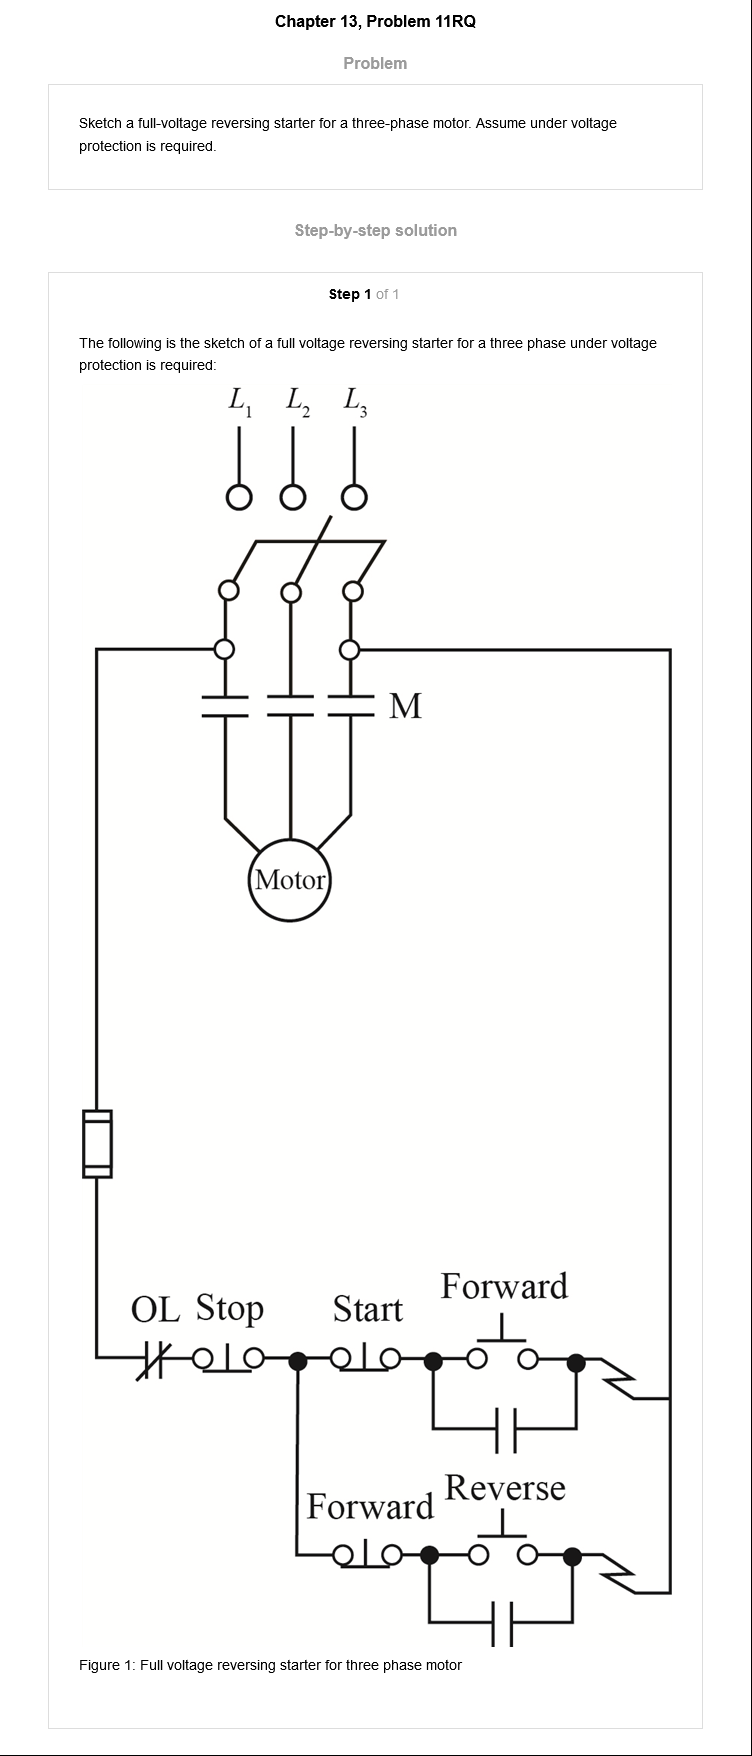 Chapter 13, Problem 11RQ
Problem
Sketch a full-voltage reversing starter for a three-phase motor. Assume under voltage
protection is required.
Step-by-step solution
Step 1 of 1
The following is the sketch of a full voltage reversing starter for a three phase under voltage
protection is required:
L1 L2 L3
M
Motor
Forward
OL Stop Start
Reverse
Forward
Figure 1: Full voltage reversing starter for three phase motor